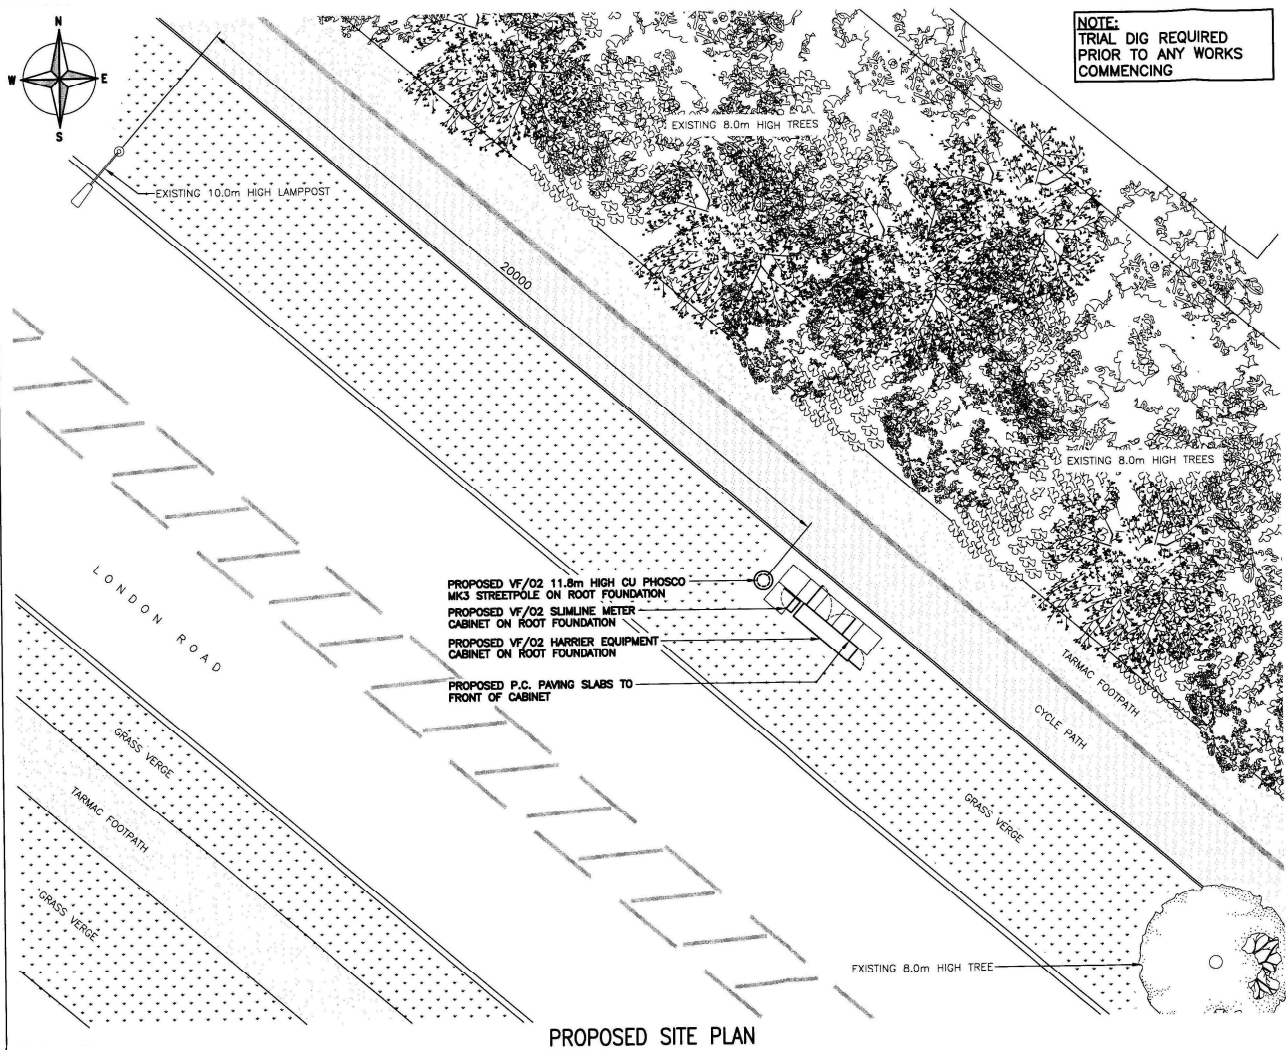 N
W E
S
NOTE:
TRIAL DIG REQUIRED
PRIOR TO ANY WORKS
COMMENCING
EXISTING 8.0m HIGH TREES
EXISTING 10.0m HIGH LAMPPOST
20000
EXISTING 8.0m HIGH TREES
PROPOSED VF/O2 11.8m HIGH CU PHOSCO
MK3 STREETPOLE ON ROOT FOUNDATION
PROPOSED VF/O2 SLIMLINE METER
CABINET ON ROOT FOUNDATION
PROPOSED VF/O2 HARRIER EQUIPMENT
CABINET ON ROOT FOUNDATION
PROPOSED P.C. PAVING SLABS TO
FRONT OF CABINET
LONDON ROAD
TARMAC FOOTPATH
CYCLE PATH
GRASS VERGE
GRASS VERGE
TARMAC FOOTPATH
GRASS VERGE
EXISTING 8.0m HIGH TREE
PROPOSED SITE PLAN